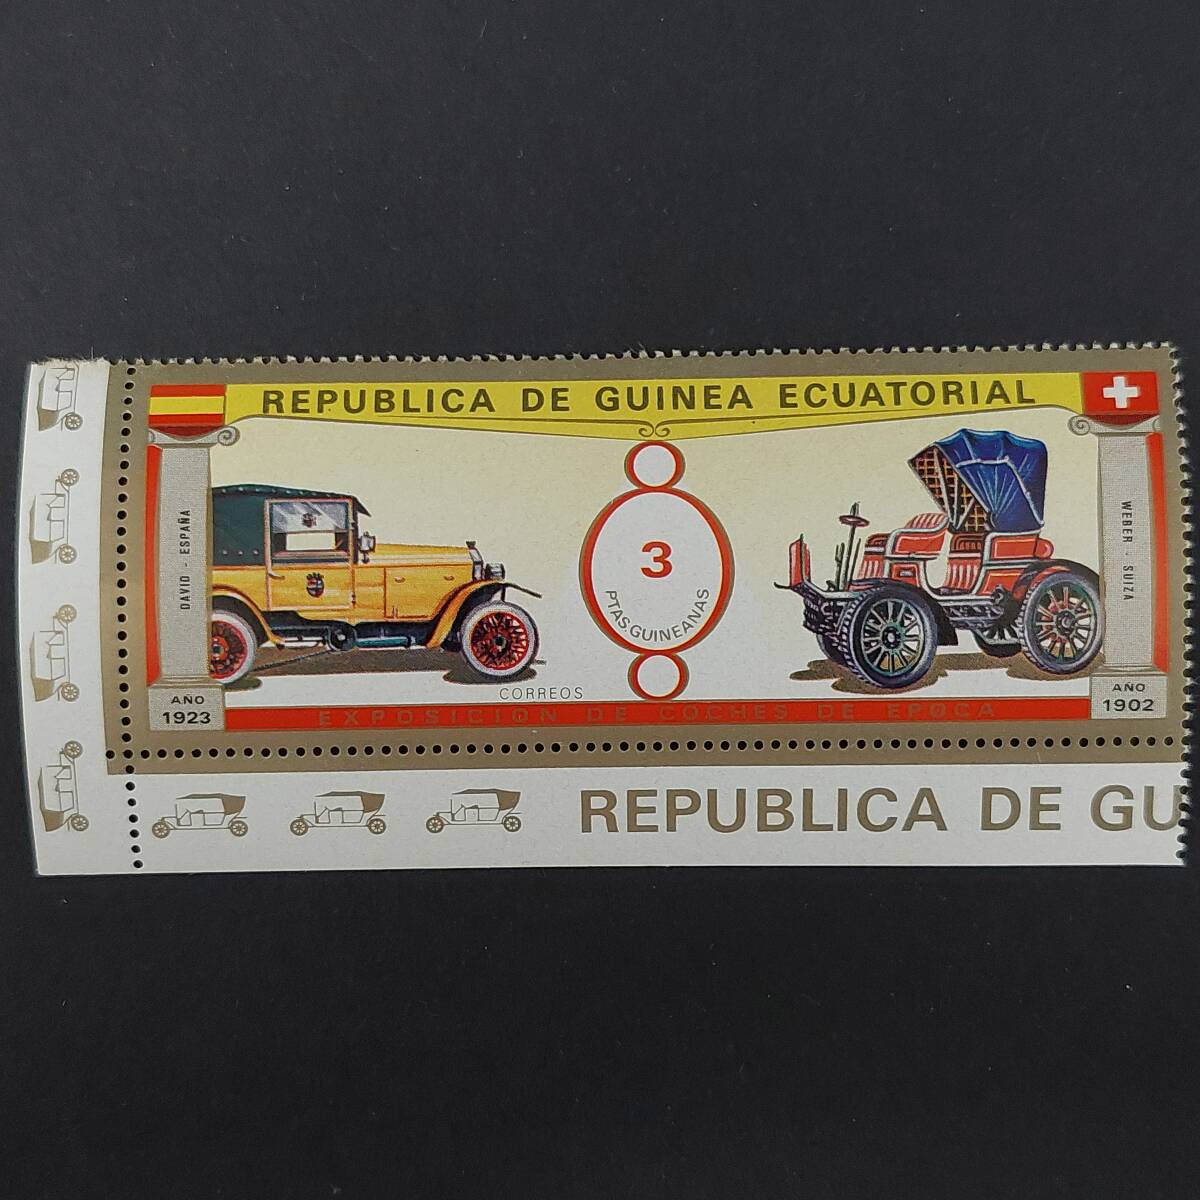 REPUBLICA DE GUINEA ECUATORIAL
DAVID - ESPAÑA
AÑO
1923
3
PTAS. GUINEANAS
CORREOS
WEBER - SUIZA
AÑO
1902
EXPOSICION DE COCHES DE EPOCA
REPUBLICA DE GU